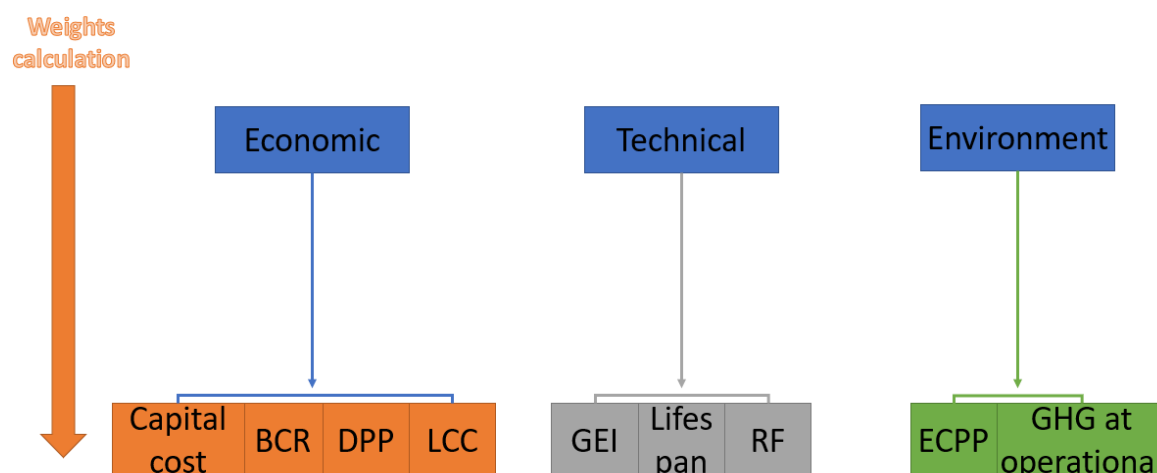 Weights
calculation
Economic
Technical
Environment
Capital
cost
BCR
DPP
LCC
GEI
Lifes
pan
RF
ECPP
GHG at
operationa